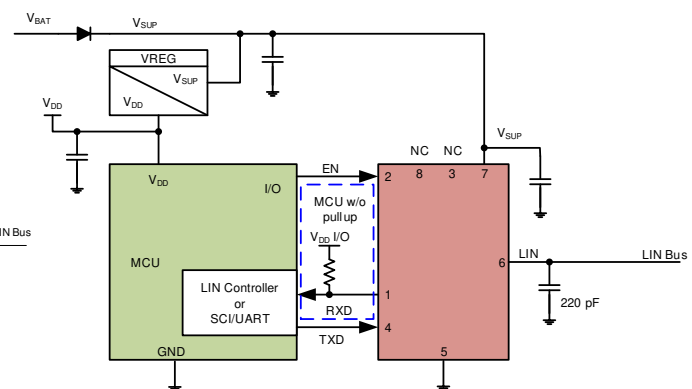 VBAT
VSUP
VREG
VSUP
VDD
VDD
VSUP
NC NC
EN
VDD
I/O
2
8
3
7
MCU w/o
pull up
VDD I/O
IN Bus
MCU
LIN
LIN Bus
6
LIN Controller
or
SCI/UART
1
220 pF
RXD
4
TXD
GND
5